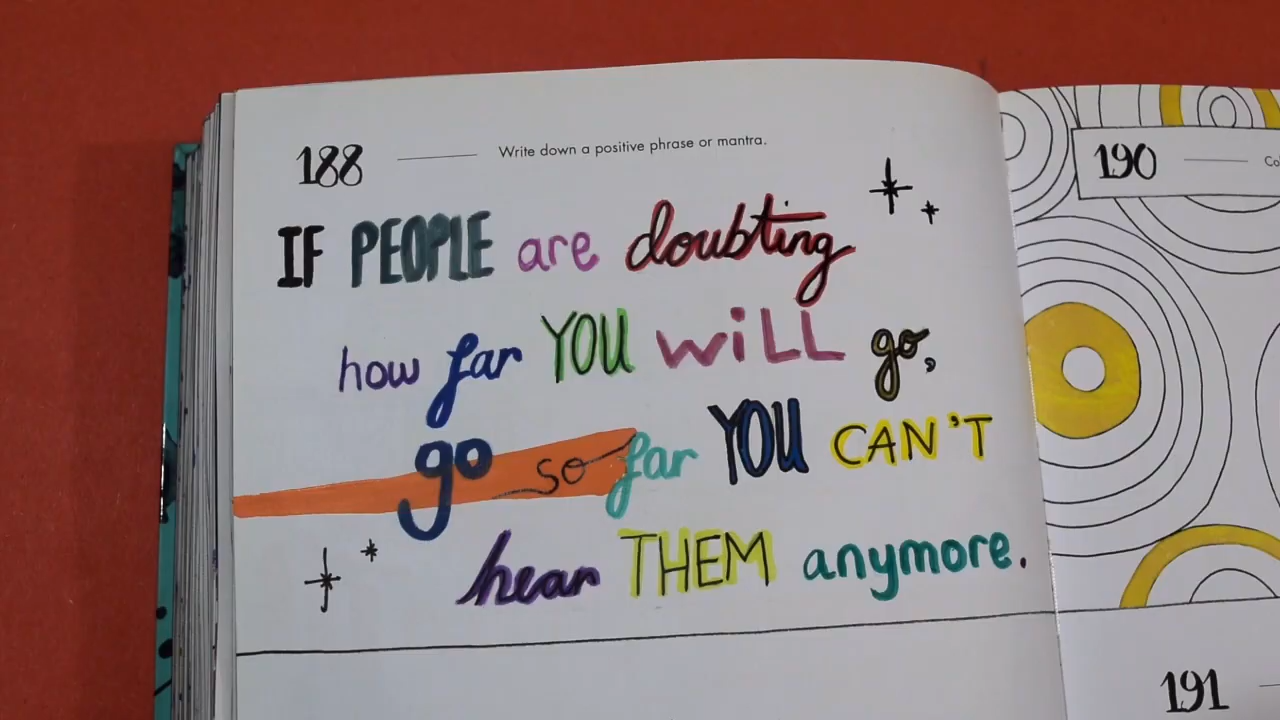 188 Write down a positive phrase or mantra.
IF PEOPLE are doubting
how far YOU WiLL go,
go so far YOU CAN'T
hear THEM anymore.
190
191